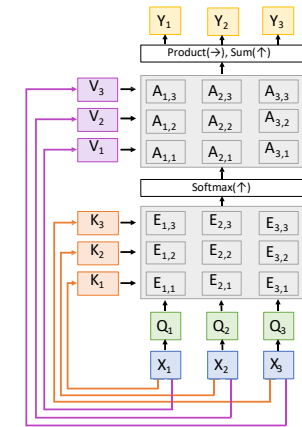 Y1 Y2 Y3
Product(→), Sum(↑)
V3 A1,3 A2,3 A3,3
V2 A1,2 A2,2 A3,2
V1 A1,1 A2,1 A3,1
Softmax(↑)
K3 E1,3 E2,3 E3,3
K2 E1,2 E2,2 E3,2
K1 E1,1 E2,1 E3,1
Q1 Q2 Q3
X1 X2 X3